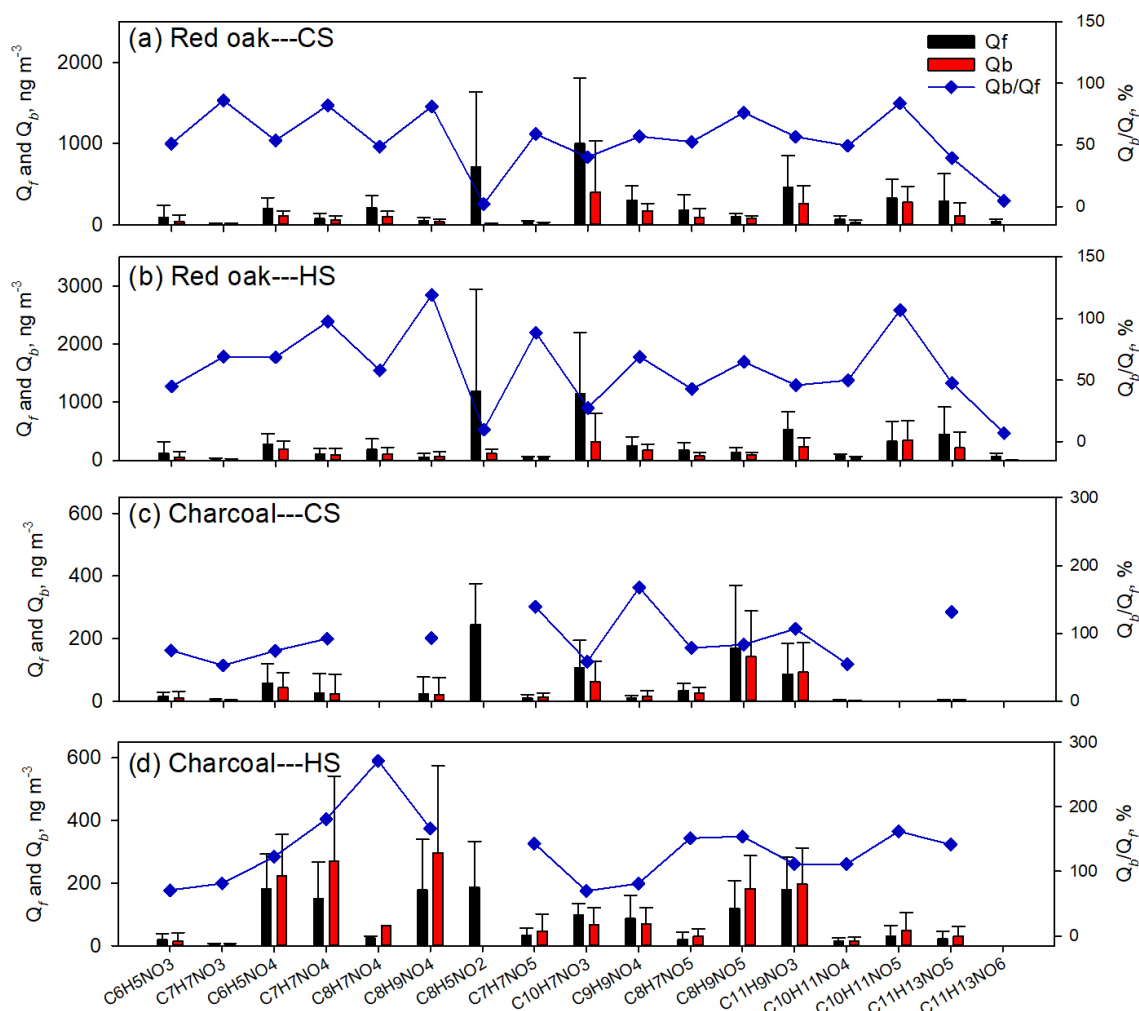 (a) Red oak---CS
Qf
Qb
Qb/Qf
Qf and Qb, ng m-3
2000
1000
0
150
100
50
0
Qb/Qf, %
(b) Red oak---HS
Qf and Qb, ng m-3
3000
2000
1000
0
150
100
50
0
Qb/Qf, %
(c) Charcoal---CS
Qf and Qb, ng m-3
600
400
200
0
300
200
100
0
Qb/Qf, %
(d) Charcoal---HS
Qf and Qb, ng m-3
600
400
200
0
300
200
100
0
Qb/Qf, %
C6H5NO3
C7H7NO3
C6H5NO4
C7H7NO4
C8H7NO4
C8H9NO4
C8H5NO2
C7H7NO5
C10H7NO3
C9H9NO4
C8H7NO5
C8H9NO5
C11H9NO3
C10H11NO4
C10H11NO5
C11H13NO5
C11H13NO6